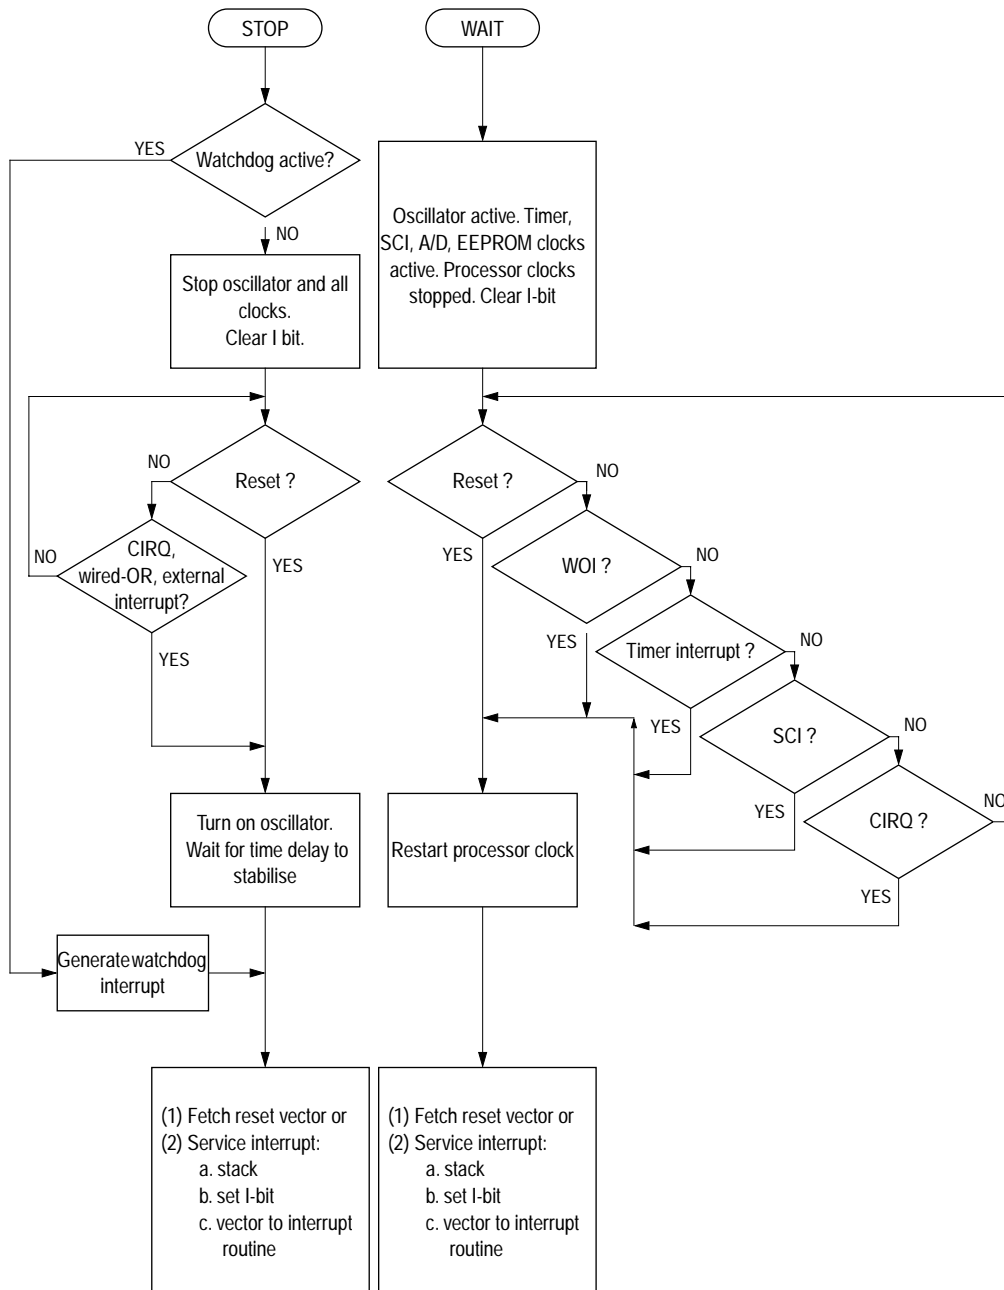 STOP
WAIT
YES
Watchdog active?
NO
Stop oscillator and all
clocks.
Clear I bit.
Oscillator active. Timer,
SCI, A/D, EEPROM clocks
active. Processor clocks
stopped. Clear I-bit
NO
Reset ?
YES
NO
CIRQ,
wired-OR, external
interrupt?
YES
Reset ?
NO
YES
WOI ?
NO
YES
Timer interrupt ?
NO
YES
SCI ?
NO
YES
CIRQ ?
NO
YES
Turn on oscillator.
Wait for time delay to
stabilise
Restart processor clock
Generate watchdog
interrupt
(1) Fetch reset vector or
(2) Service interrupt:
a. stack
b. set I-bit
c. vector to interrupt
routine
(1) Fetch reset vector or
(2) Service interrupt:
a. stack
b. set I-bit
c. vector to interrupt
routine